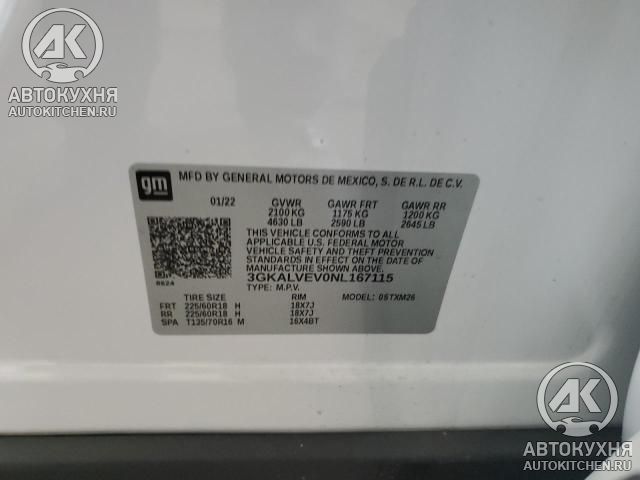 AK
АВТОКУХНЯ
AUTOKITCHEN.RU
gm
MFD BY GENERAL MOTORS DE MEXICO, S. DE R.L. DE C.V.
01/22 GVWR GAWR FRT GAWR RR
2100 KG 1175 KG 1200 KG
4630 LB 2590 LB 2645 LB
THIS VEHICLE CONFORMS TO ALL
APPLICABLE U.S. FEDERAL MOTOR
VEHICLE SAFETY AND THEFT PREVENTION
STANDARDS IN EFFECT ON THE DATE OF
MANUFACTURE SHOWN ABOVE.
3GKALVEV0NL167115
8624 TYPE: M.P.V.
TIRE SIZE RIM MODEL: 0STXM26
FRT 225/60R18 H 18X7J
RR 225/60R18 H 18X7J
SPA T135/70R16 M 16X4BT
AK
АВТОКУХНЯ
AUTOKITCHEN.RU